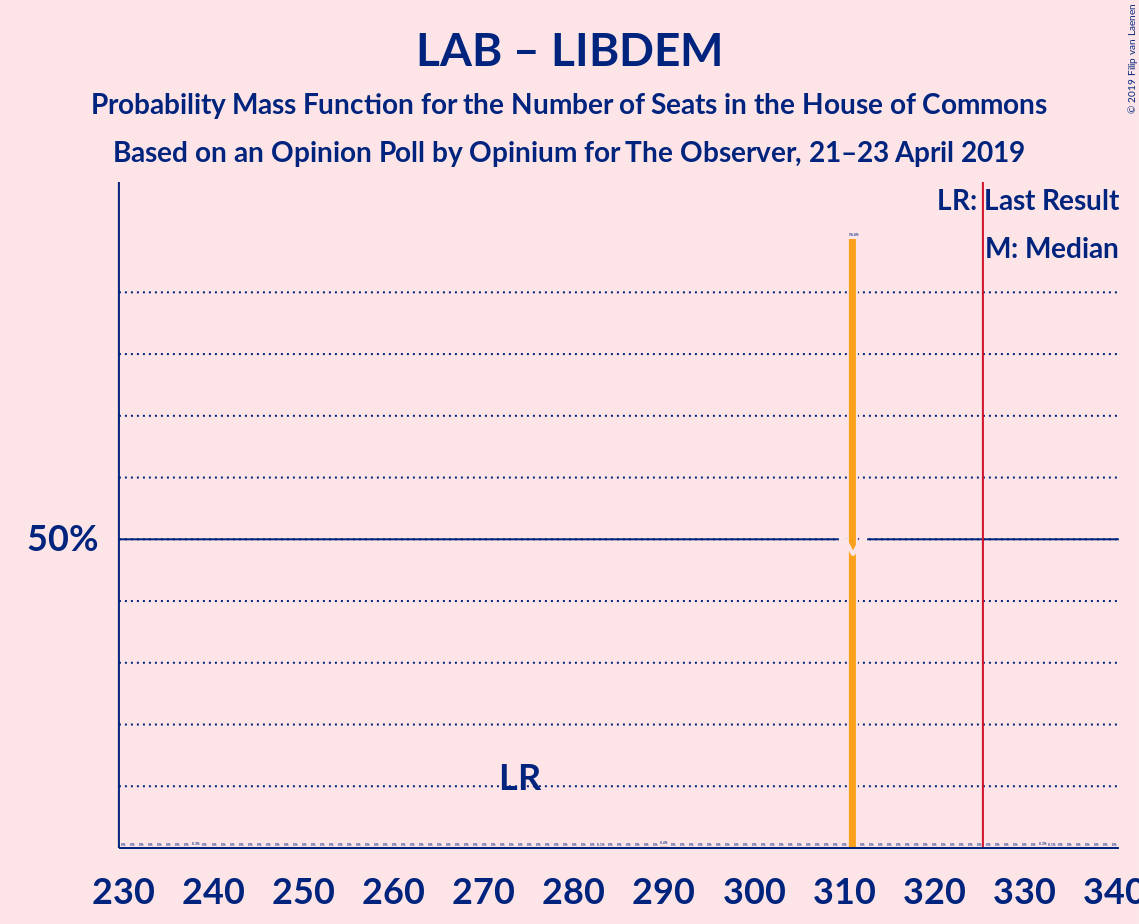 LAB – LIBDEM
Probability Mass Function for the Number of Seats in the House of Commons
Based on an Opinion Poll by Opinium for The Observer, 21–23 April 2019
© 2019 Filip van Laenen
LR: Last Result
M: Median
50%
LR
230 240 250 260 270 280 290 300 310 320 330 340